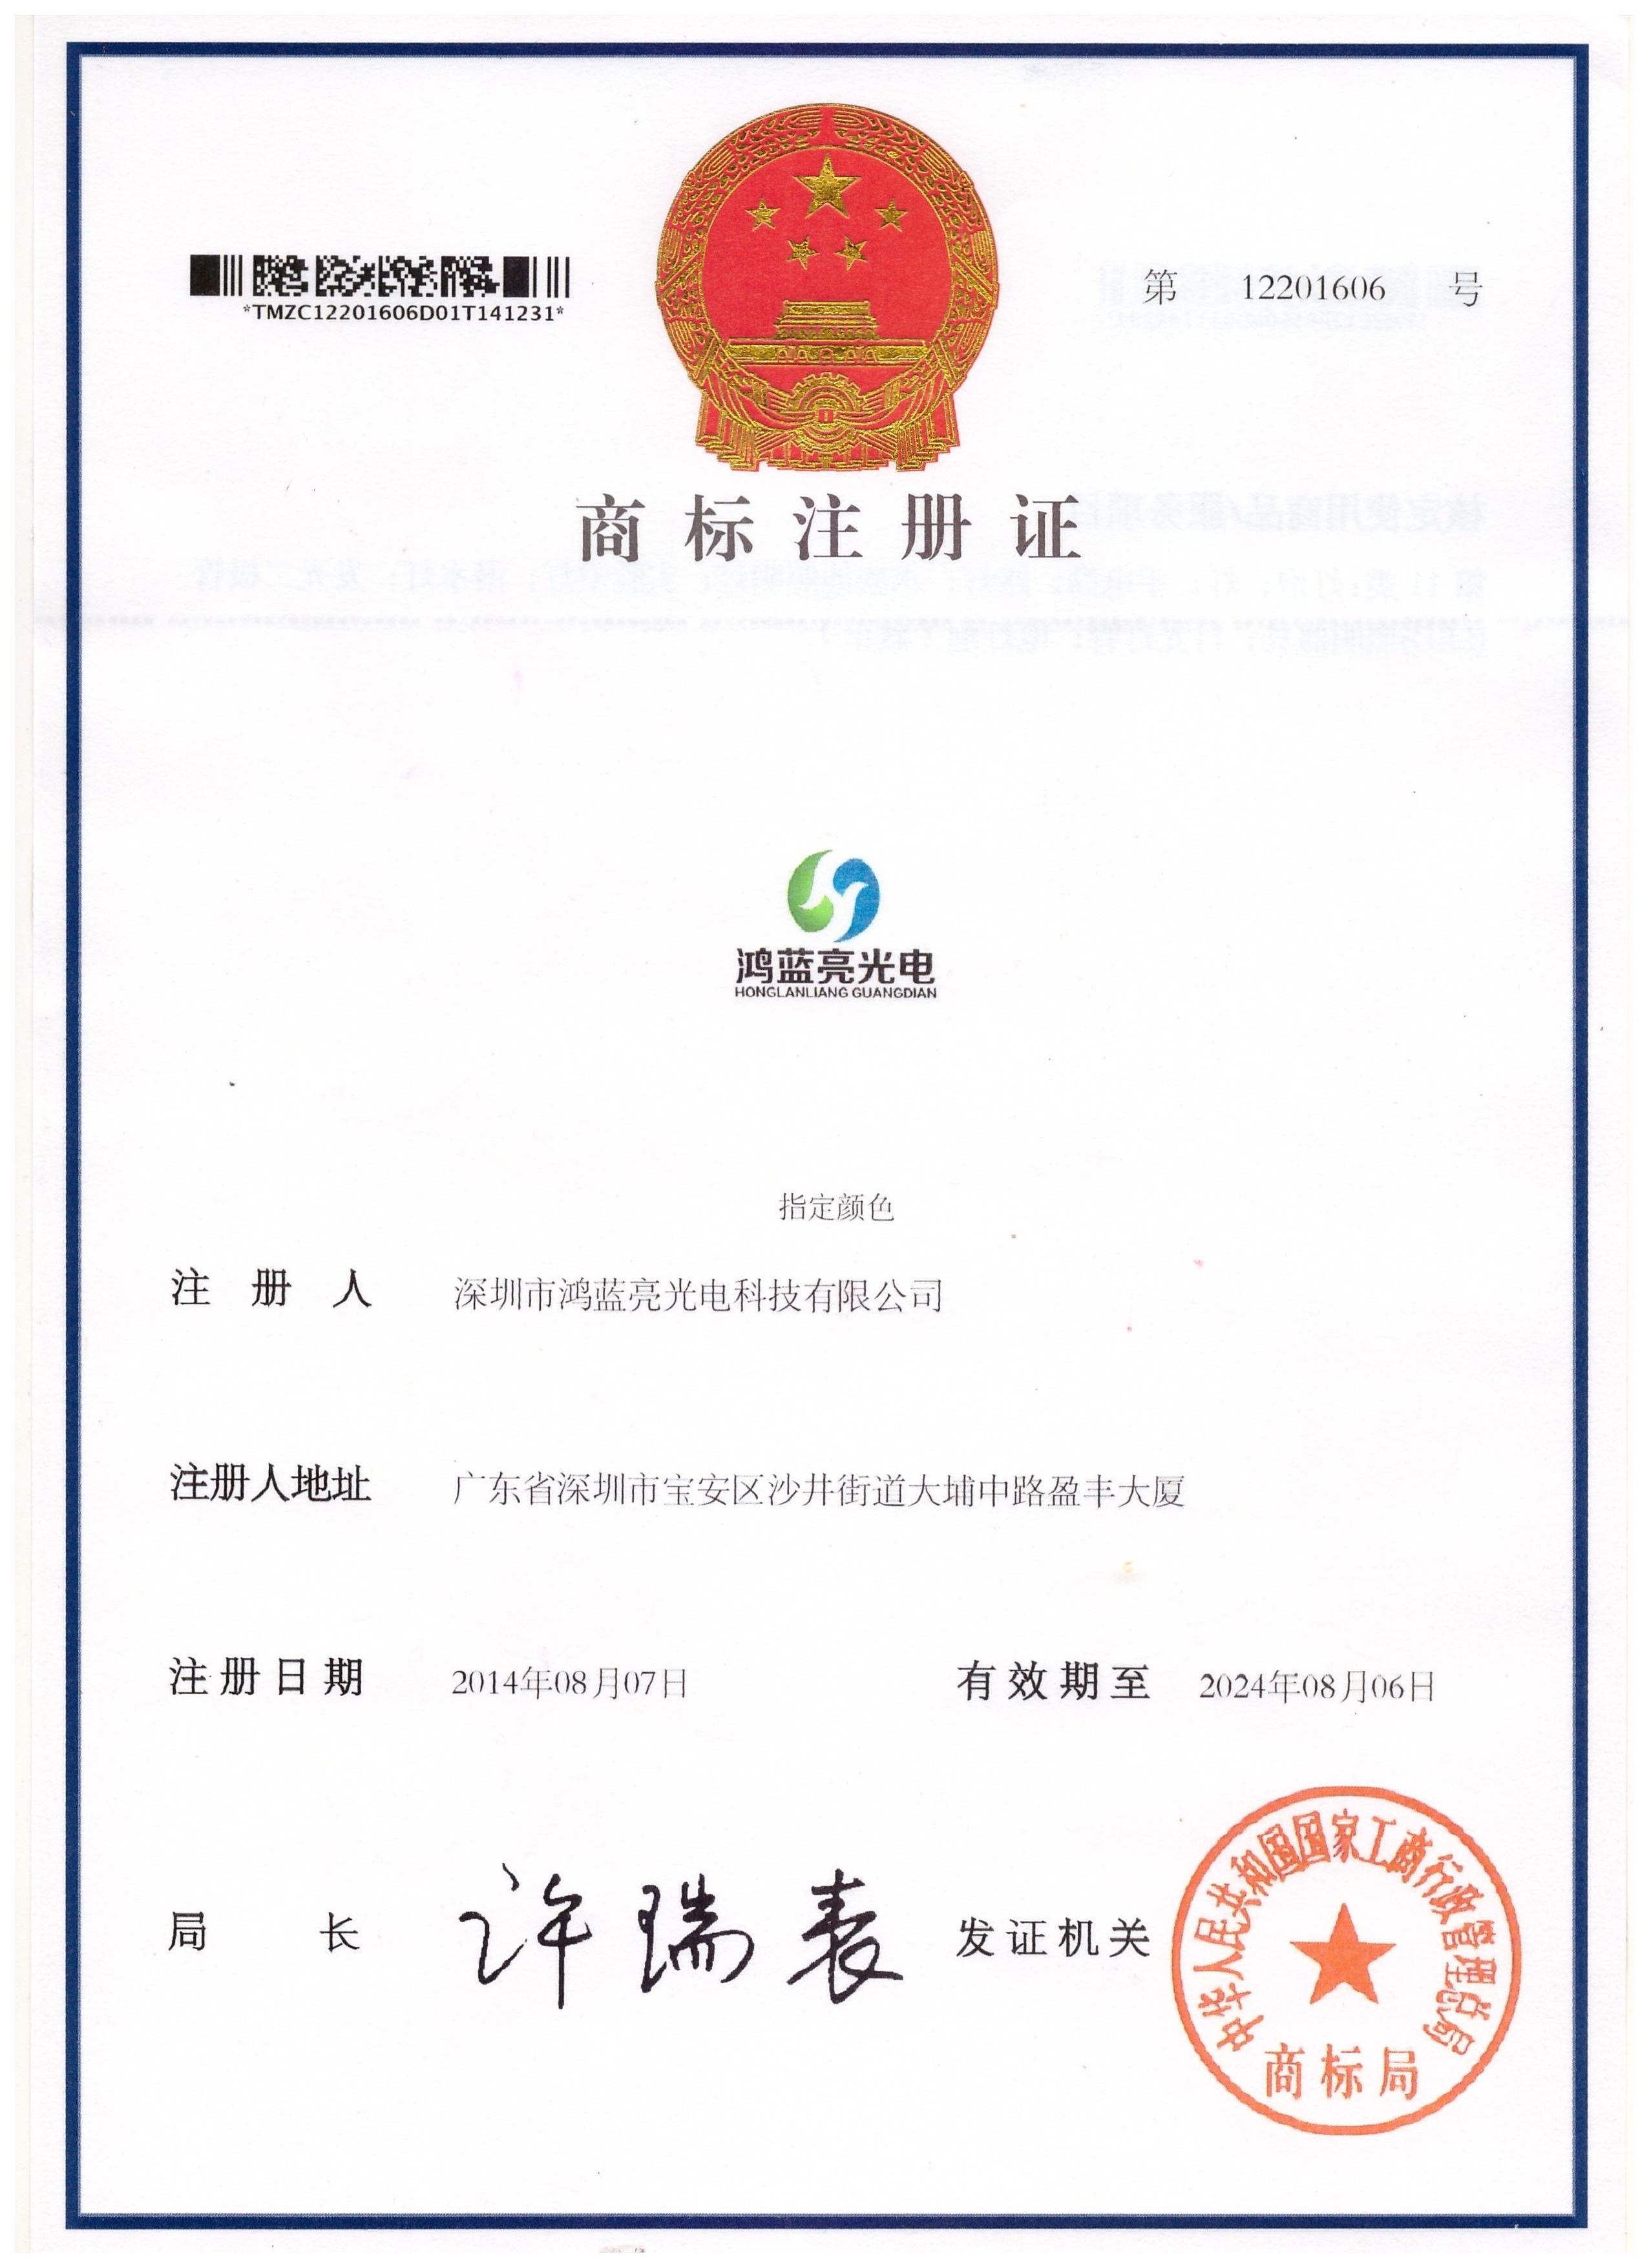 *TMZC12201606D01T141231*
第 12201606 号
商标注册证
鸿蓝亮光电
HONGLANLIANG GUANGDIAN
指定颜色
注册人 深圳市鸿蓝亮光电科技有限公司
注册人地址 广东省深圳市宝安区沙井街道大埔中路盈丰大厦
注册日期 2014年08月07日 有效期至 2024年08月06日
局长 许瑞表 发证机关
中华人民共和国国家工商行政管理总局
商标局